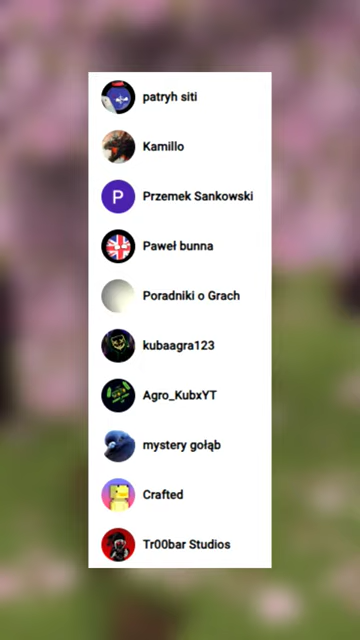 patryh siti
Kamillo
P
Przemek Sankowski
Paweł bunna
Poradniki o Grach
kubaagra123
Agro_KubxYT
mystery gołąb
Crafted
Tr00bar Studios